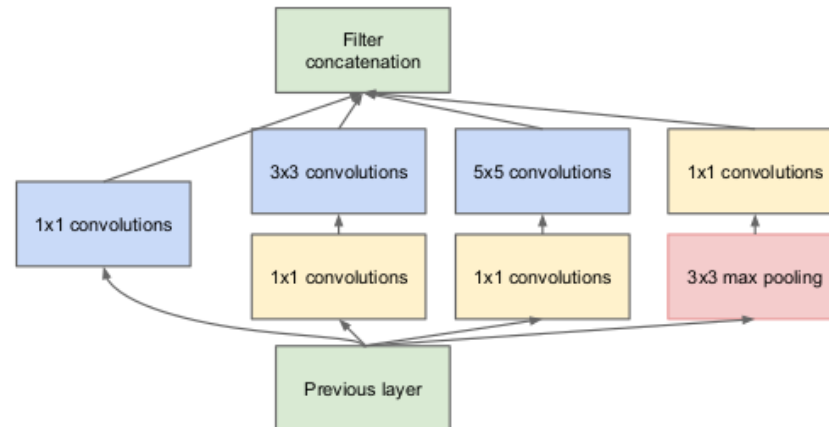 Filter
concatenation
3x3 convolutions
5x5 convolutions
1x1 convolutions
1x1 convolutions
1x1 convolutions
1x1 convolutions
3x3 max pooling
Previous layer